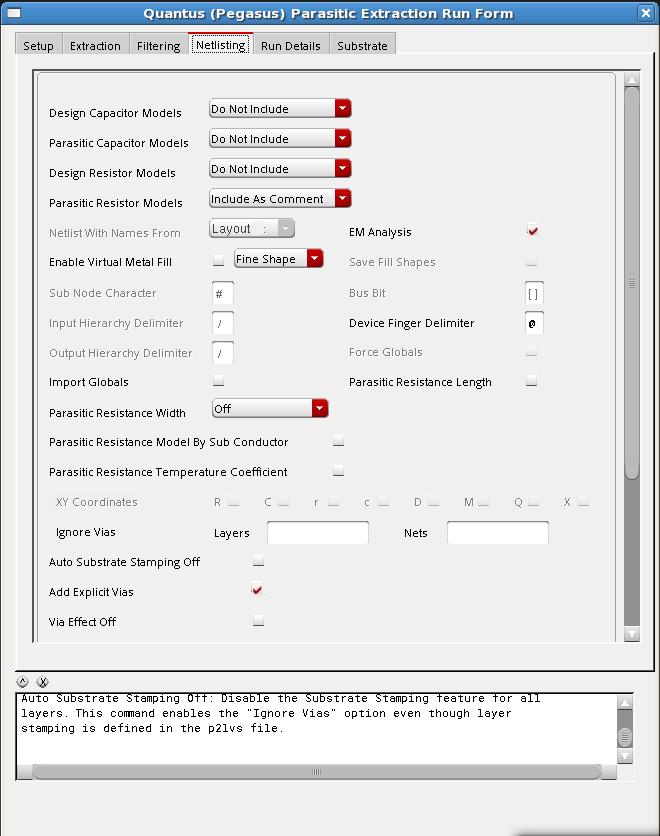 Quantus (Pegasus) Parasitic Extraction Run Form
Setup Extraction Filtering Netlisting Run Details Substrate
Design Capacitor Models Do Not Include
Parasitic Capacitor Models Do Not Include
Design Resistor Models Do Not Include
Parasitic Resistor Models Include As Comment
Netlist With Names From Layout : EM Analysis
Enable Virtual Metal Fill Fine Shape Save Fill Shapes
Sub Node Character # Bus Bit []
Input Hierarchy Delimiter / Device Finger Delimiter @
Output Hierarchy Delimiter / Force Globals
Import Globals Parasitic Resistance Length
Parasitic Resistance Width Off
Parasitic Resistance Model By Sub Conductor
Parasitic Resistance Temperature Coefficient
XY Coordinates R C r c D M Q X
Ignore Vias Layers Nets
Auto Substrate Stamping Off
Add Explicit Vias
Via Effect Off
Auto Substrate Stamping Off: Disable the Substrate Stamping feature for all
layers. This command enables the "Ignore Vias" option even though layer
stamping is defined in the p2lvs file.